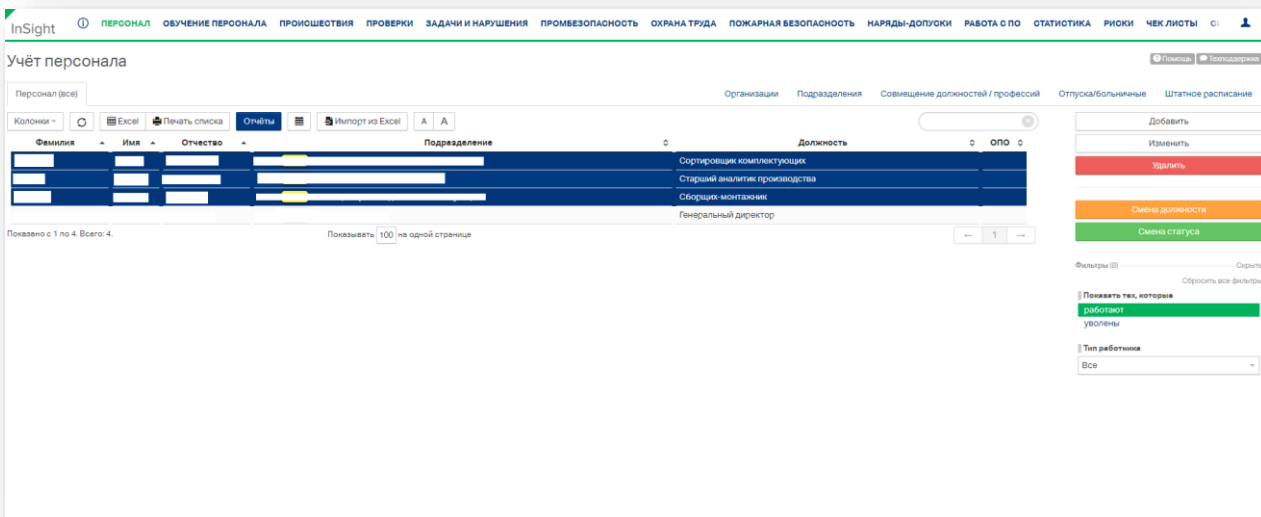 InSight
ПЕРСОНАЛ ОБУЧЕНИЕ ПЕРСОНАЛА ПРОИСШЕСТВИЯ ПРОВЕРКИ ЗАДАЧИ И НАРУШЕНИЯ ПРОМБЕЗОПАСНОСТЬ ОХРАНА ТРУДА ПОЖАРНАЯ БЕЗОПАСНОСТЬ НАРЯДЫ-ДОПУСКИ РАБОТА С ПО СТАТИСТИКА РИСКИ ЧЕК ЛИСТЫ
Учёт персонала
Помощь Техподдержка
Персонал (все) Организации Подразделения Совмещение должностей / профессий Отпуска/больничные Штатное расписание
Колонки Excel Печать списка Отчёты Импорт из Excel A A Добавить
Фамилия Имя Отчество Подразделение Должность ОПО Изменить
Сортировщик комплектующих Удалить
Старший аналитик производства
Сборщих-монтажник
Генеральный директор Смена должности
Показано с 1 по 4. Всего: 4. Показывать 100 на одной странице ← 1 → Смена статуса
Фильтры (8) Скрыть
Сбросить все фильтры
Показать тех, которые
работают
уволены
Тип работника
Все